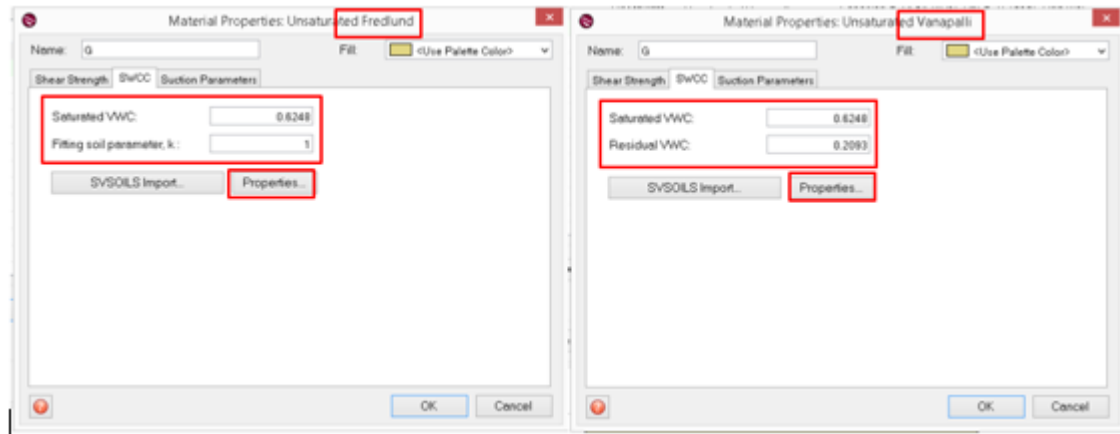 Material Properties: Unsaturated Fredlund
Name: G Fill: <Use Palette Color>
Shear Strength SWCC Suction Parameters
Saturated VWC: 0.6248
Fitting soil parameter, k : 1
SVSOILS Import... Properties...
OK Cancel
Material Properties: Unsaturated Vanapalli
Name: G Fill: <Use Palette Color>
Shear Strength SWCC Suction Parameters
Saturated VWC: 0.6248
Residual VWC: 0.2093
SVSOILS Import... Properties...
OK Cancel